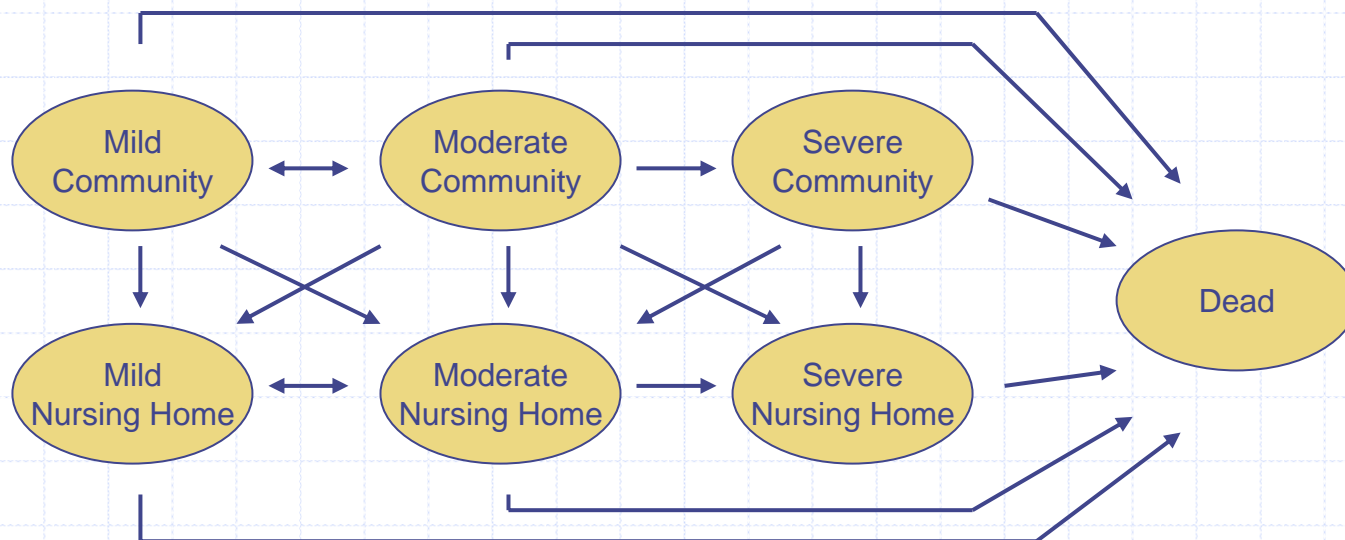 Mild
Community
Moderate
Community
Severe
Community
Dead
Mild
Nursing Home
Moderate
Nursing Home
Severe
Nursing Home